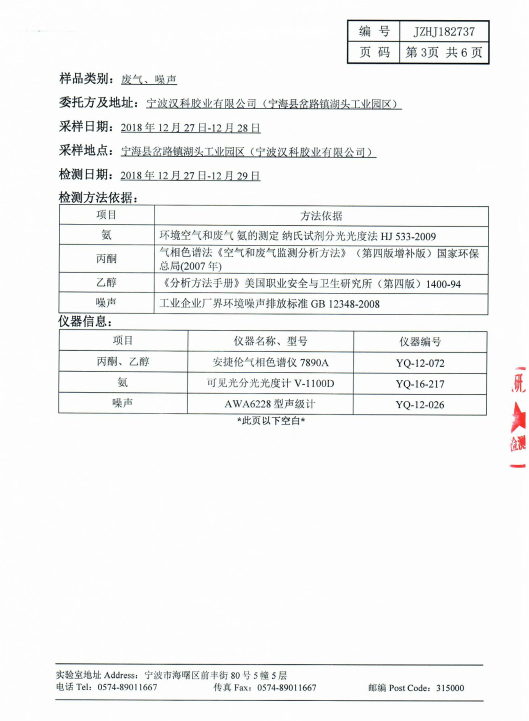 编 号 JZHJ182737
页 码 第 3页 共 6 页
样品类别：废气、噪声
委托方及地址：宁波汉科胶业有限公司（宁海县岔路镇湖头工业园区）
采样日期：2018 年 12 月 27 日-12 月 28 日
采样地点：宁海县岔路镇湖头工业园区（宁波汉科胶业有限公司）
检测日期：2018 年 12 月 27 日-12 月 29 日
检测方法依据：
项目 方法依据
氨 环境空气和废气 氨的测定 纳氏试剂分光光度法 HJ 533-2009
丙酮 气相色谱法《空气和废气监测分析方法》（第四版增补版）国家环保
总局(2007 年)
乙醇 《分析方法手册》美国职业安全与卫生研究所（第四版）1400-94
噪声 工业企业厂界环境噪声排放标准 GB 12348-2008
仪器信息：
项目 仪器名称、型号 仪器编号
丙酮、乙醇 安捷伦气相色谱仪 7890A YQ-12-072
氨 可见光分光光度计 V-1100D YQ-16-217
噪声 AWA6228 型声级计 YQ-12-026
*此页以下空白*
研
检测
实验室地址 Address：宁波市海曙区前丰街 80 号 5 幢 5 层
电话 Tel：0574-89011667 传真 Fax：0574-89011667 邮编 Post Code：315000